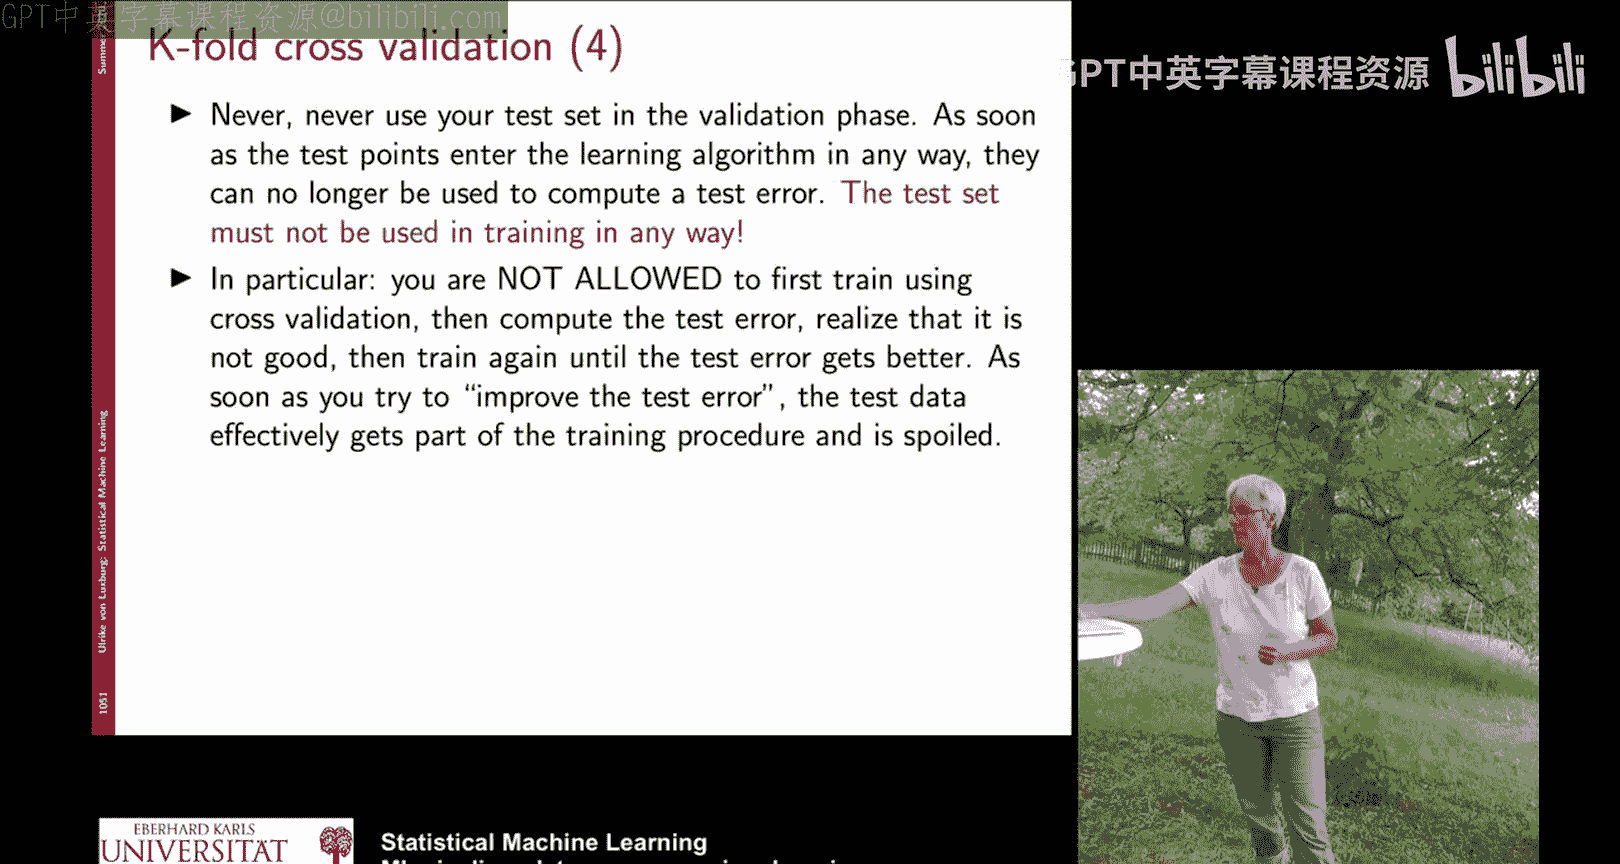 GPT中英字幕课程资源@bilibili.com
K-fold cross validation (4)
GPT中英字幕课程资源 bilibili
▶ Never, never use your test set in the validation phase. As soon
as the test points enter the learning algorithm in any way, they
can no longer be used to compute a test error. The test set
must not be used in training in any way!
▶ In particular: you are NOT ALLOWED to first train using
cross validation, then compute the test error, realize that it is
not good, then train again until the test error gets better. As
soon as you try to “improve the test error”, the test data
effectively gets part of the training procedure and is spoiled.
Summer
Ulrike von Luxburg: Statistical Machine Learning
1051
EBERHARD KARLS
UNIVERSITÄT
Statistical Machine Learning